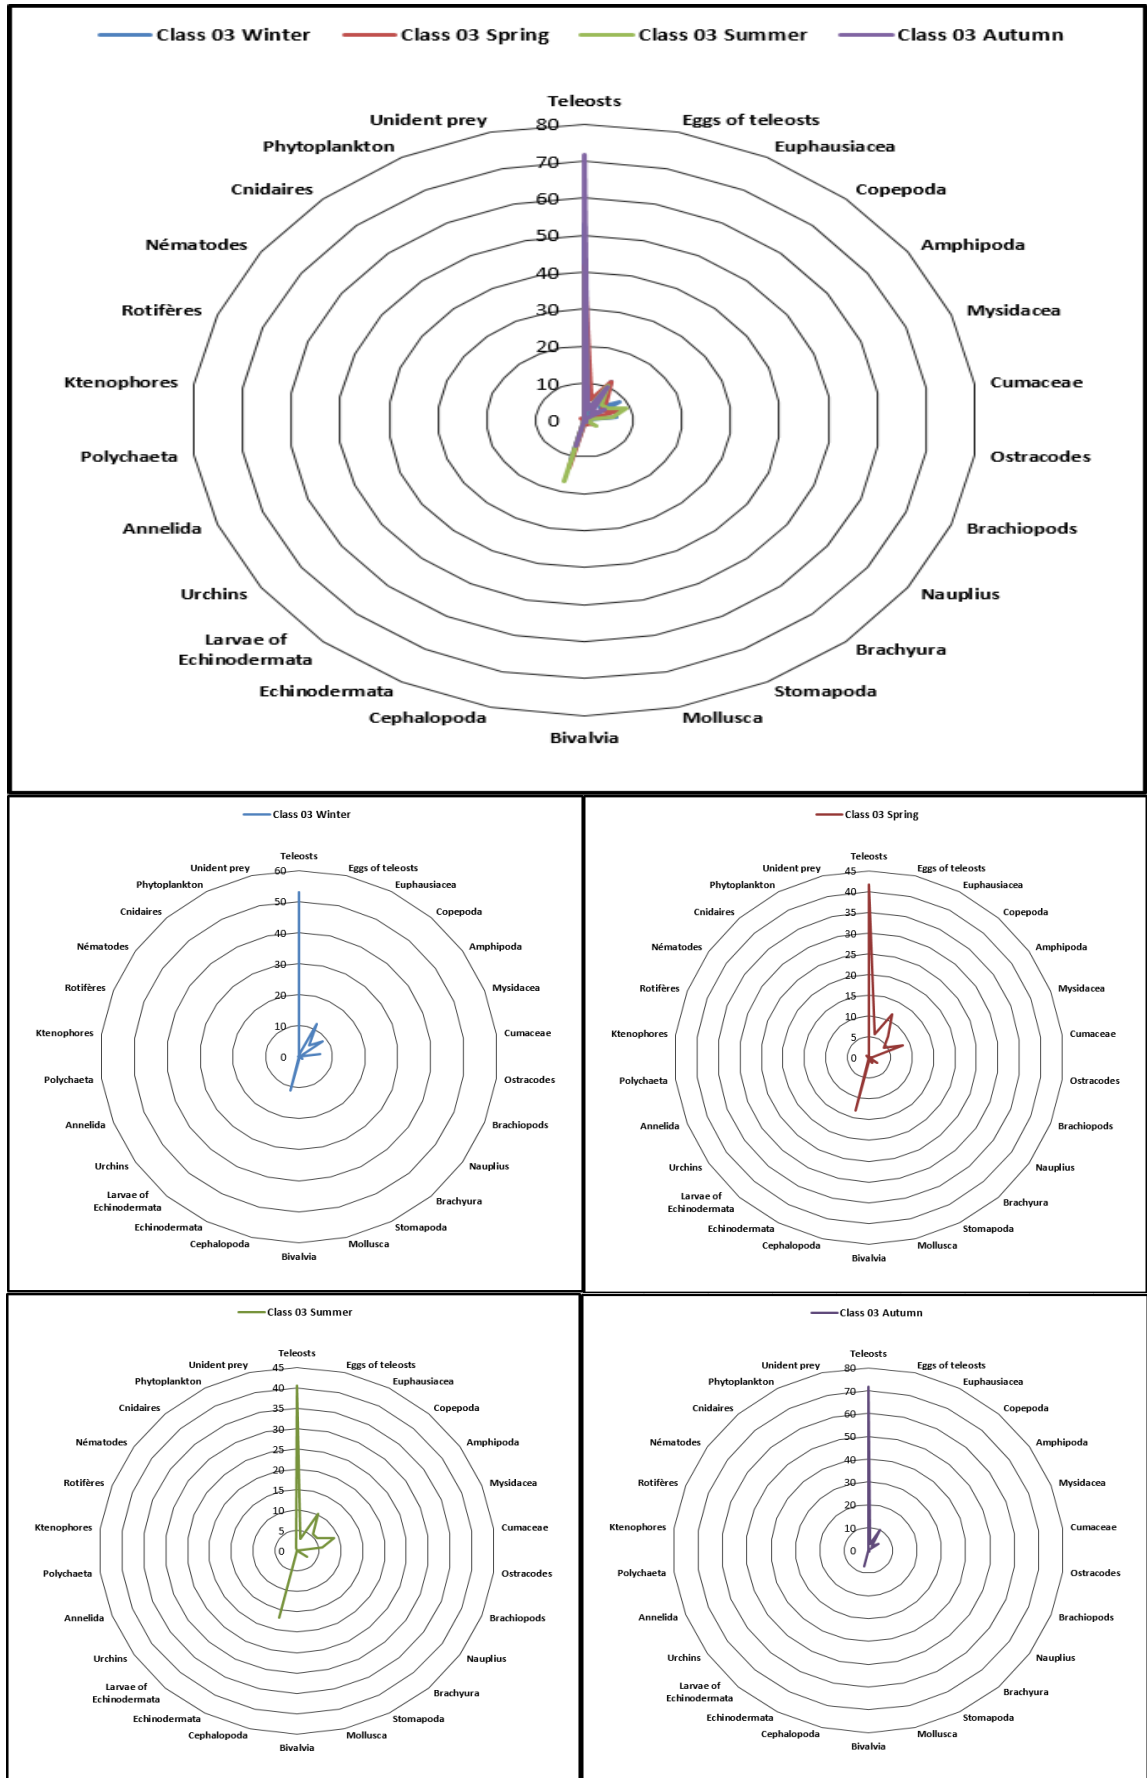 Class 03 Winter Class 03 Spring Class 03 Summer Class 03 Autumn
Teleosts
Unident prey Eggs of teleosts
Phytoplankton Euphausiacea
Cnidaires Copepoda
Nématodes Amphipoda
Rotifères Mysidacea
Ktenophores Cumaceae
Polychaeta Ostracodes
Annelida Brachiopods
Urchins Nauplius
Larvae of
Echinodermata Brachyura
Echinodermata Stomapoda
Cephalopoda Mollusca
Bivalvia
80
70
60
50
40
30
20
10
0
Class 03 Winter
Teleosts
Unident prey Eggs of teleosts
Phytoplankton Euphausiacea
Cnidaires Copepoda
Nématodes Amphipoda
Rotifères Mysidacea
Ktenophores Cumaceae
Polychaeta Ostracodes
Annelida Brachiopods
Urchins Nauplius
Larvae of
Echinodermata Brachyura
Echinodermata Stomapoda
Cephalopoda Mollusca
Bivalvia
60
50
40
30
20
10
0
Class 03 Spring
Teleosts
Unident prey Eggs of teleosts
Phytoplankton Euphausiacea
Cnidaires Copepoda
Nématodes Amphipoda
Rotifères Mysidacea
Ktenophores Cumaceae
Polychaeta Ostracodes
Annelida Brachiopods
Urchins Nauplius
Larvae of
Echinodermata Brachyura
Echinodermata Stomapoda
Cephalopoda Mollusca
Bivalvia
45
40
35
30
25
20
15
10
5
0
Class 03 Summer
Teleosts
Unident prey Eggs of teleosts
Phytoplankton Euphausiacea
Cnidaires Copepoda
Nématodes Amphipoda
Rotifères Mysidacea
Ktenophores Cumaceae
Polychaeta Ostracodes
Annelida Brachiopods
Urchins Nauplius
Larvae of
Echinodermata Brachyura
Echinodermata Stomapoda
Cephalopoda Mollusca
Bivalvia
45
40
35
30
25
20
15
10
5
0
Class 03 Autumn
Teleosts
Unident prey Eggs of teleosts
Phytoplankton Euphausiacea
Cnidaires Copepoda
Nématodes Amphipoda
Rotifères Mysidacea
Ktenophores Cumaceae
Polychaeta Ostracodes
Annelida Brachiopods
Urchins Nauplius
Larvae of
Echinodermata Brachyura
Echinodermata Stomapoda
Cephalopoda Mollusca
Bivalvia
80
70
60
50
40
30
20
10
0